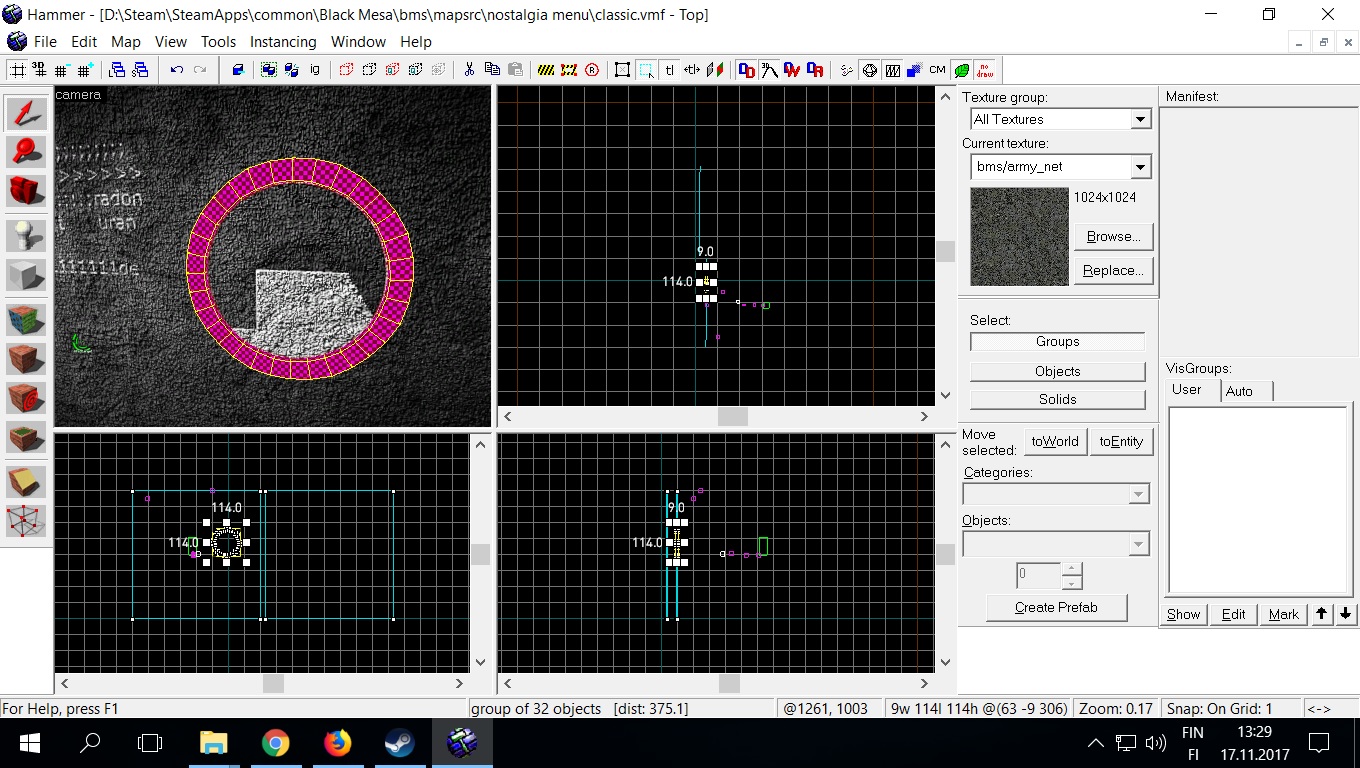 Hammer - [D:\Steam\SteamApps\common\Black Mesa\bms\mapsrc\nostalgia menu\classic.vmf - Top]
File Edit Map View Tools Instancing Window Help
3D ig tl CM no draw
camera
radon
uran
9.0
114.0
114.0
114.0
9.0
114.0
Texture group:
All Textures
Current texture:
bms/army_net
1024x1024
Browse...
Replace...
Select:
Groups
Objects
Solids
Move selected:
toWorld toEntity
Categories:
Objects:
0
Create Prefab
Manifest:
VisGroups:
User Auto
Show Edit Mark
For Help, press F1 group of 32 objects [dist: 375.1] @1261, 1003 9w 114l 114h @(63 -9 306) Zoom: 0.17 Snap: On Grid: 1 <->
FIN
FI
13:29
17.11.2017